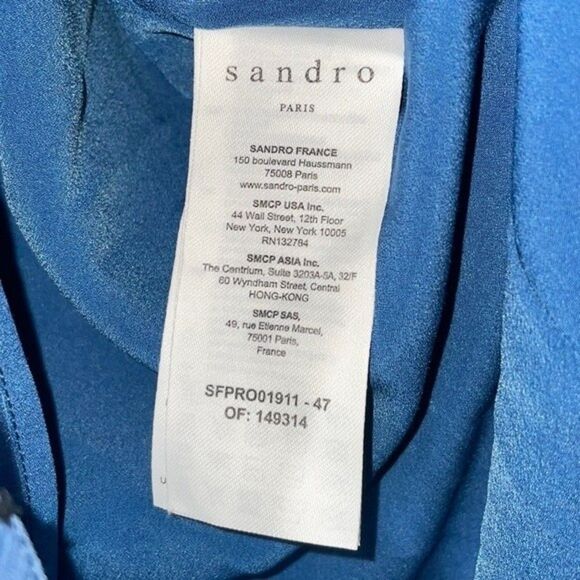 sandro
PARIS
SANDRO FRANCE
150 boulevard Haussmann
75008 Paris
www.sandro-paris.com
SMCP USA Inc.
44 Wall Street, 12th Floor
New York, New York 10005
RN132784
SMCP ASIA Inc.
The Centrium, Suite 3203A-5A, 32/F
60 Wyndham Street, Central
HONG-KONG
SMCP SAS,
49, rue Etienne Marcel,
75001 Paris,
France
SFPRO01911 - 47
OF: 149314
U